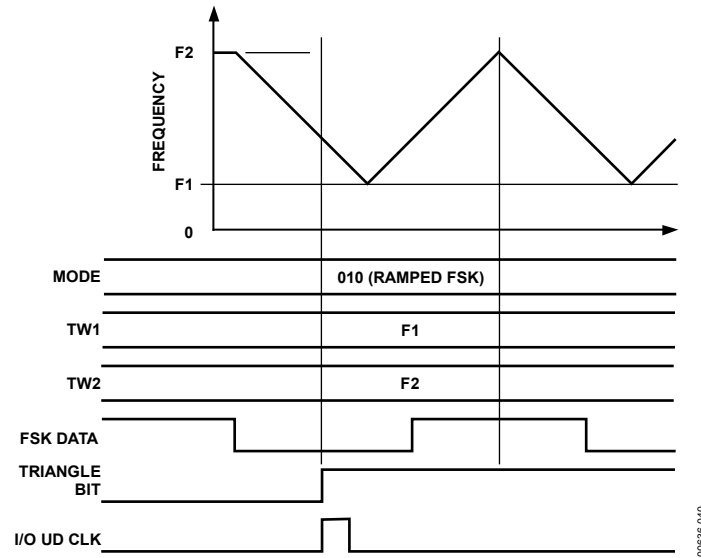 F2
FREQUENCY
F1
0
MODE
010 (RAMPED FSK)
TW1
F1
TW2
F2
FSK DATA
TRIANGLE
BIT
I/O UD CLK